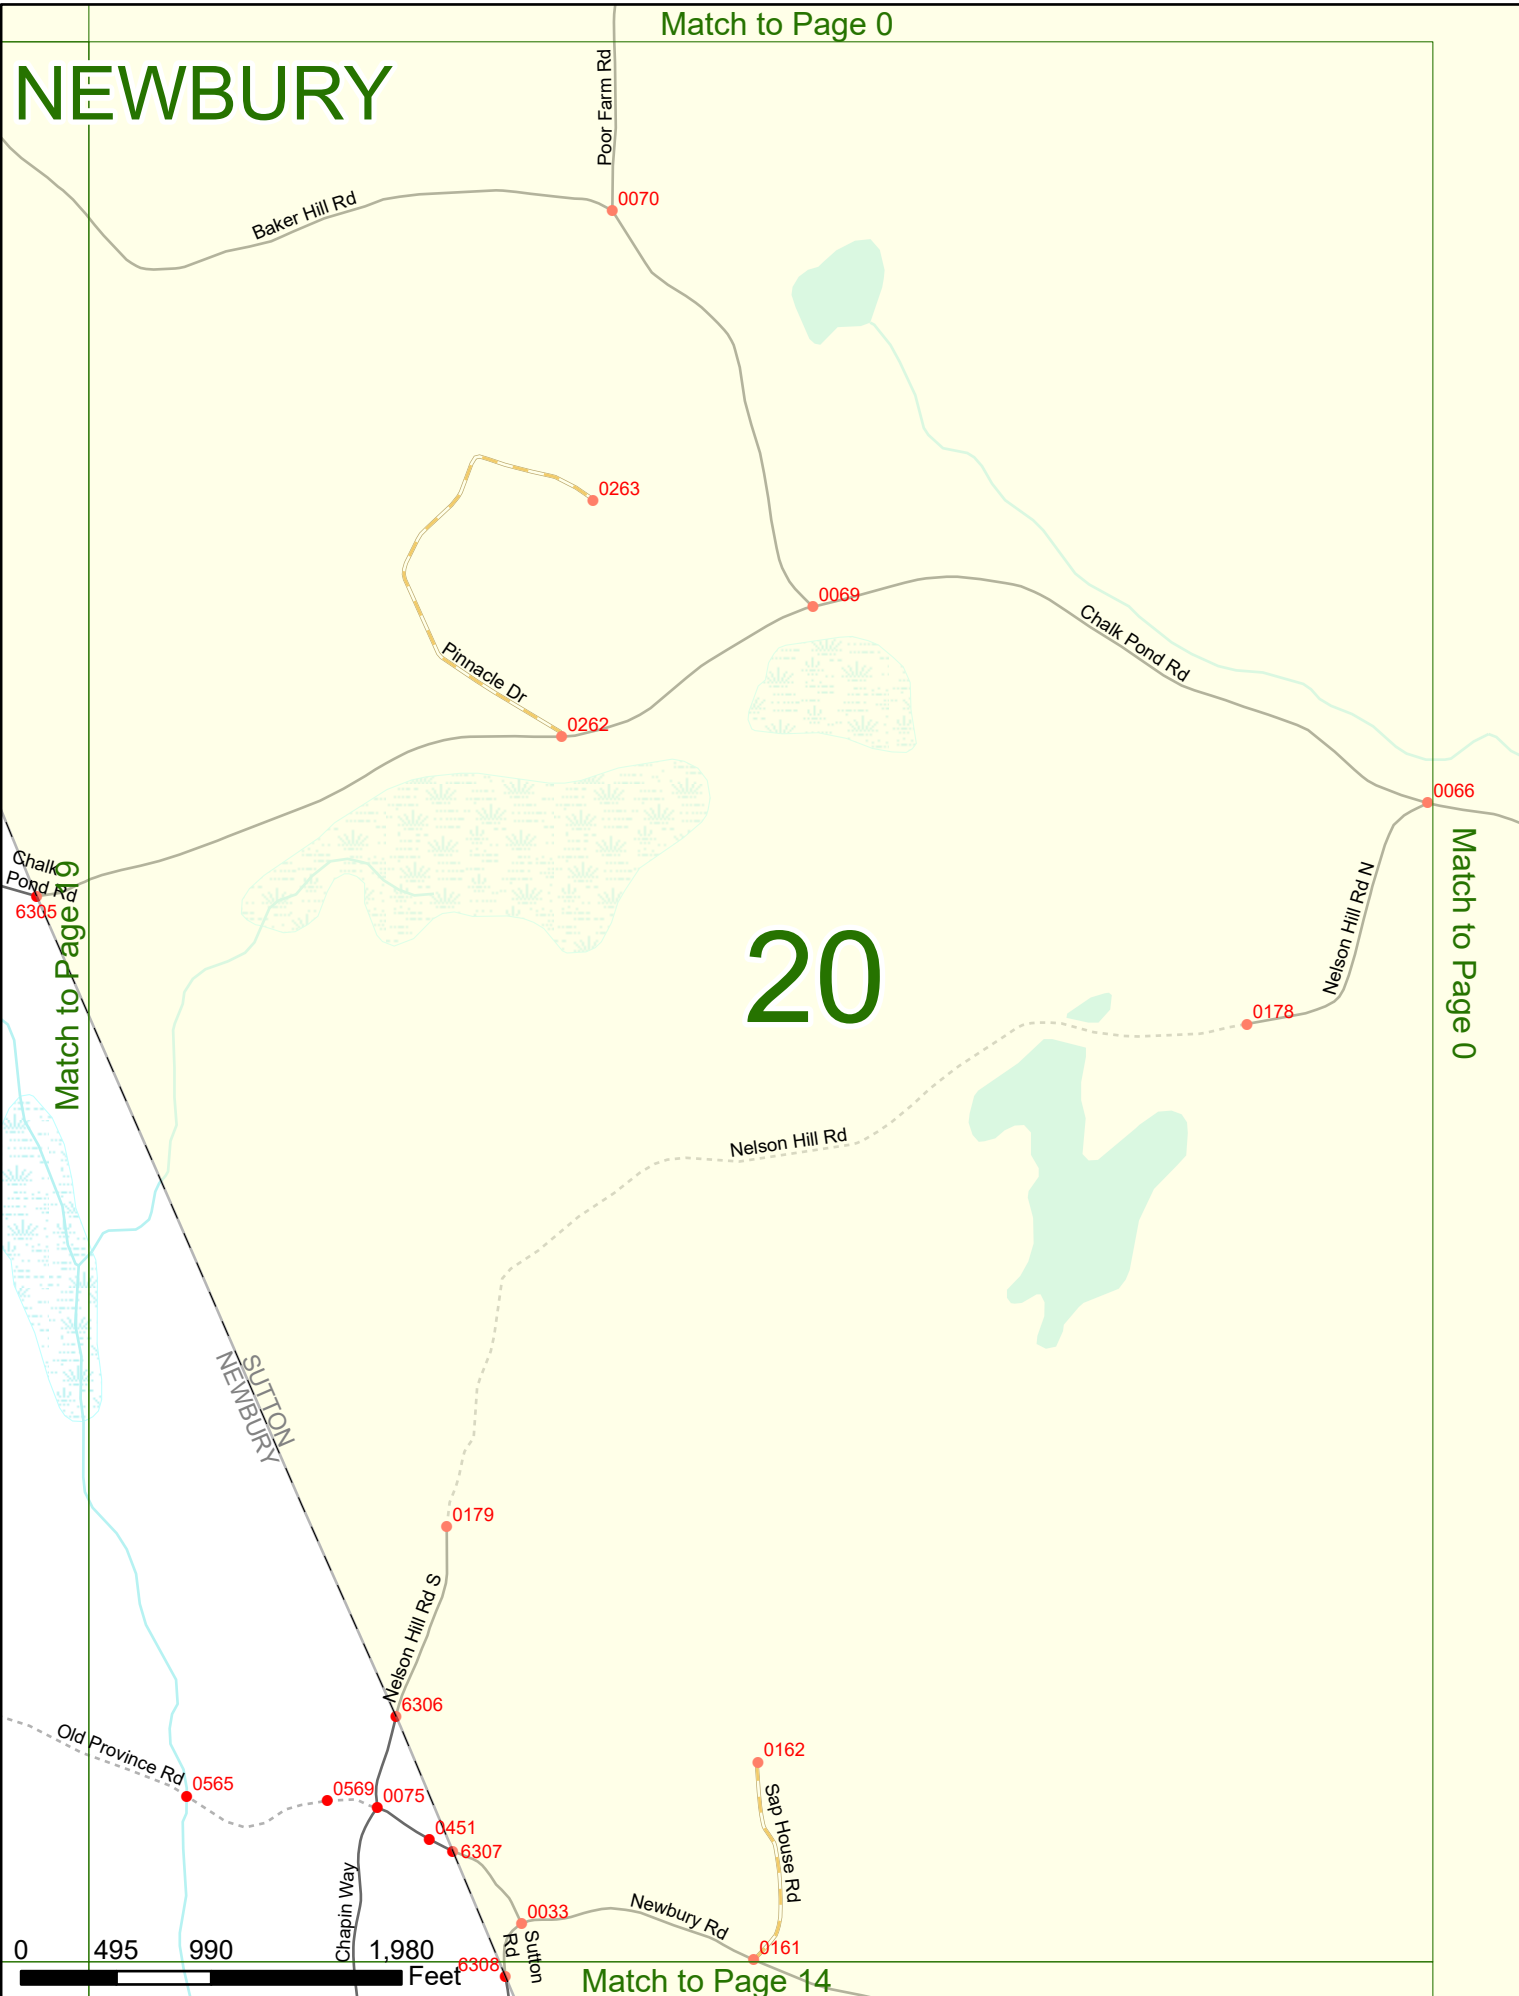 Match to Page 0
NEWBURY
Poor Farm Rd
Baker Hill Rd
0070
0263
0069
Chalk Pond Rd
Pinnacle Dr
0262
0066
Chalk
Pond Rd
6305
Match to Page 19
Match to Page 0
20
Nelson Hill Rd N
0178
Nelson Hill Rd
SUTTON
NEWBURY
0179
Nelson Hill Rd S
6306
Old Province Rd
0565
0569
0075
0162
0451
6307
Sap House Rd
Chapin Way
0033
Newbury Rd
Sutton
Rd
0161
6308
0 495 990 1,980
Feet
Match to Page 14